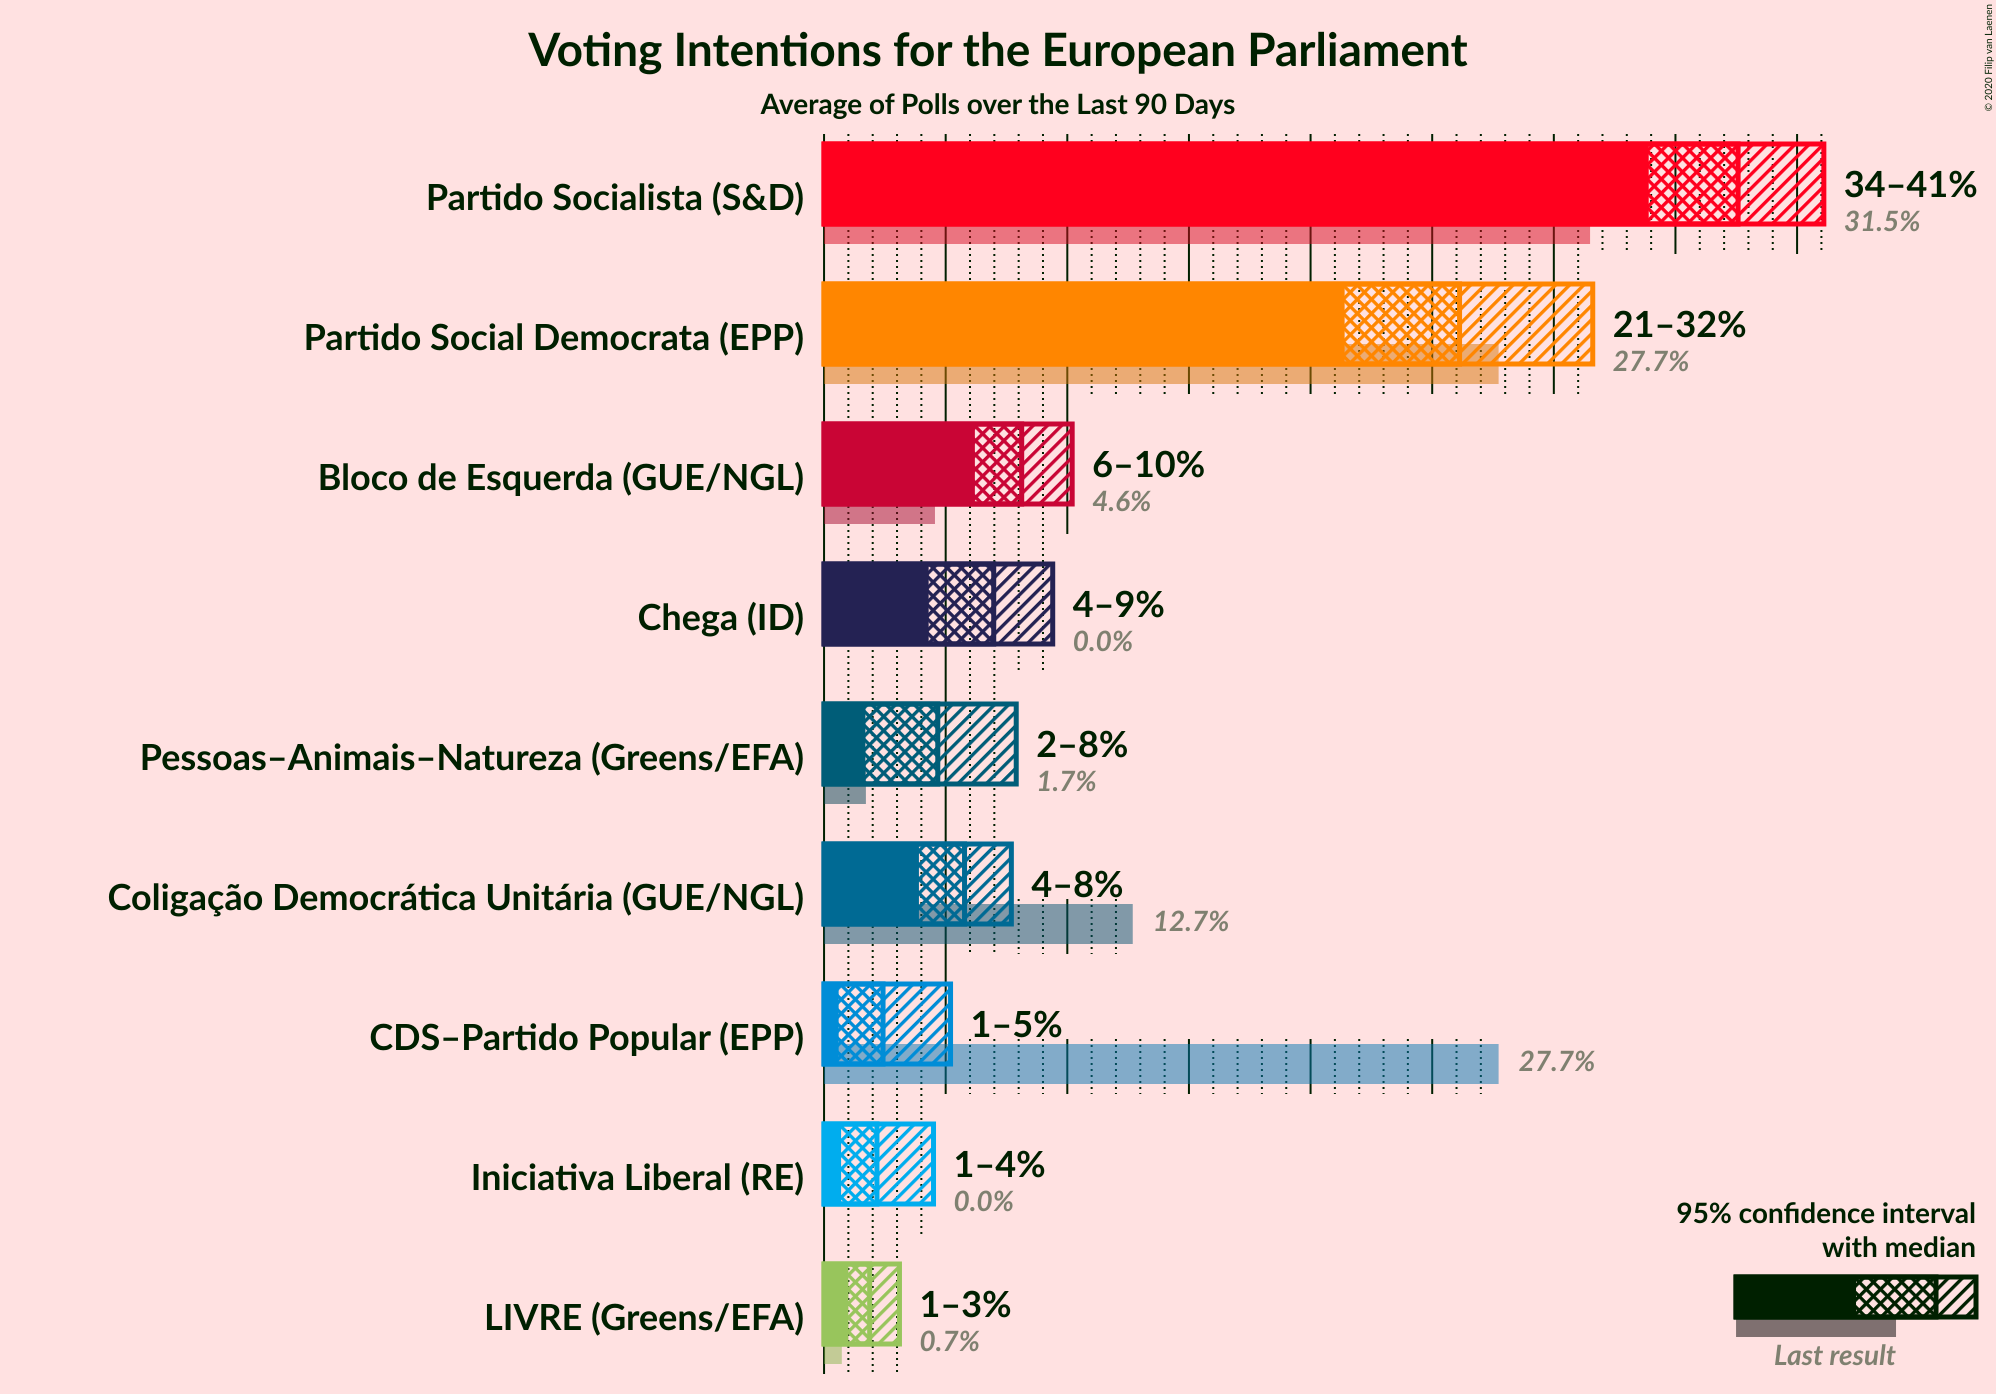 Voting Intentions for the European Parliament
Average of Polls over the Last 90 Days
© 2020 Filip van Laenen
Partido Socialista (S&D)
34–41%
31.5%
Partido Social Democrata (EPP)
21–32%
27.7%
Bloco de Esquerda (GUE/NGL)
6–10%
4.6%
Chega (ID)
4–9%
0.0%
Pessoas–Animais–Natureza (Greens/EFA)
2–8%
1.7%
Coligação Democrática Unitária (GUE/NGL)
4–8%
12.7%
CDS–Partido Popular (EPP)
1–5%
27.7%
Iniciativa Liberal (RE)
1–4%
0.0%
LIVRE (Greens/EFA)
1–3%
0.7%
95% confidence interval
with median
Last result